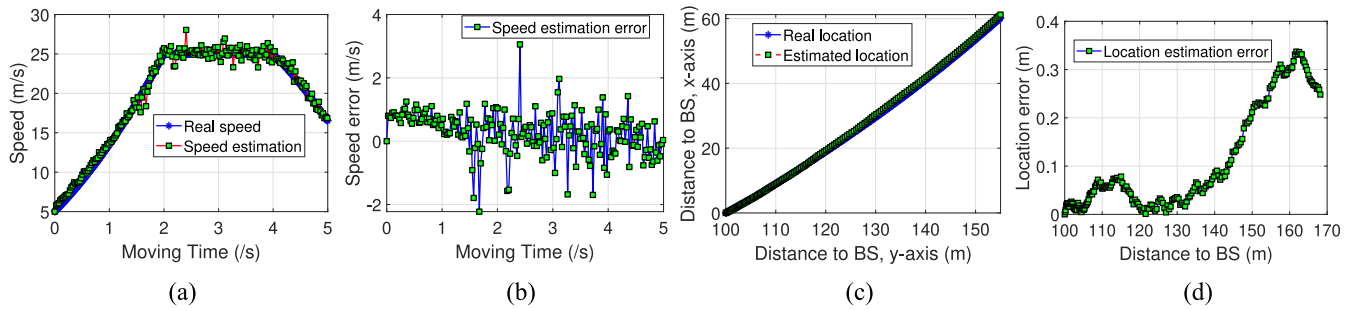 30
25
20
15
10
5
0 1 2 3 4 5
Speed (m/s)
Moving Time (/s)
Real speed
Speed estimation
(a)
4
2
0
-2
0 1 2 3 4 5
Speed error (m/s)
Moving Time (/s)
Speed estimation error
(b)
60
40
20
0
100 110 120 130 140 150
Distance to BS, x-axis (m)
Distance to BS, y-axis (m)
Real location
Estimated location
(c)
0.4
0.3
0.2
0.1
0
100 110 120 130 140 150 160 170
Location error (m)
Distance to BS (m)
Location estimation error
(d)